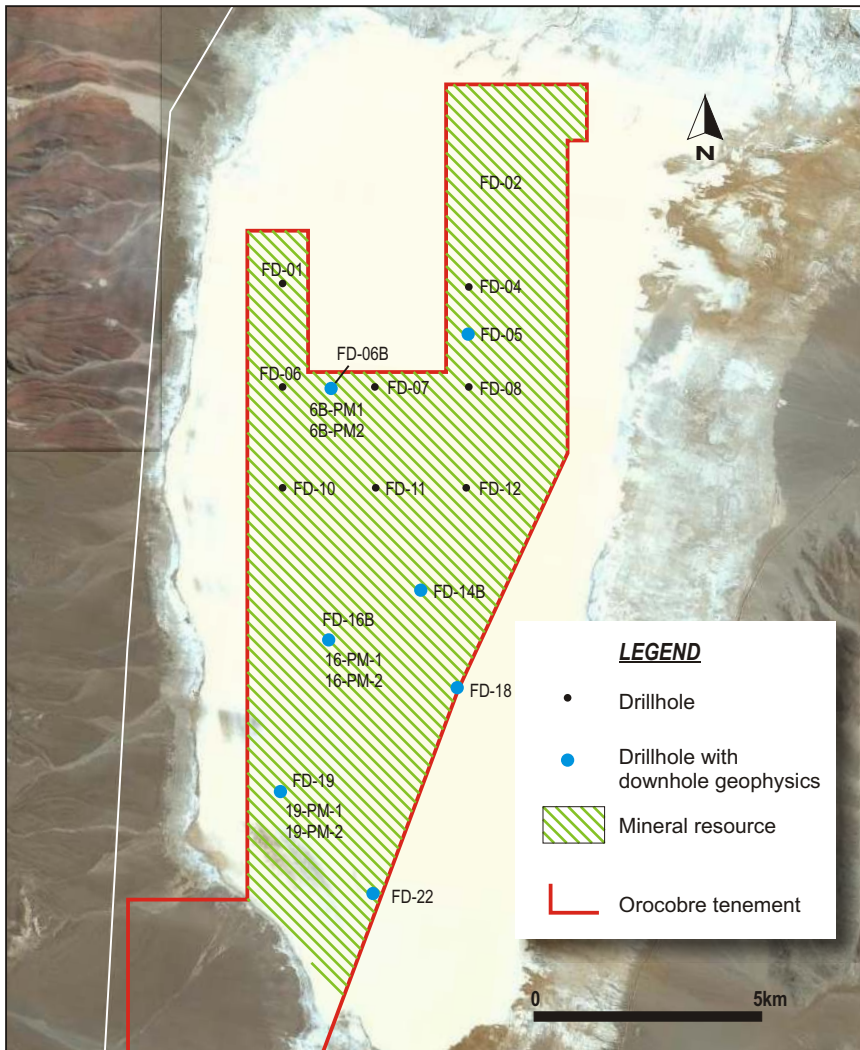 N
FD-02
FD-01
FD-04
FD-05
FD-06B
FD-06
FD-07
FD-08
6B-PM1
6B-PM2
FD-10
FD-11
FD-12
FD-14B
FD-16B
16-PM-1
16-PM-2
FD-18
FD-19
19-PM-1
19-PM-2
FD-22
LEGEND
Drillhole
Drillhole with
downhole geophysics
Mineral resource
Orocobre tenement
0 5km